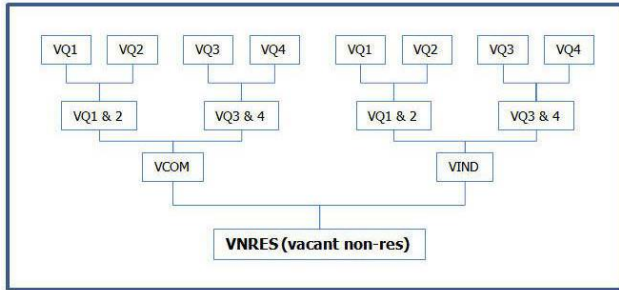 VQ1 VQ2 VQ3 VQ4 VQ1 VQ2 VQ3 VQ4
VQ1 & 2 VQ3 & 4 VQ1 & 2 VQ3 & 4
VCOM VIND
VNRES (vacant non-res)